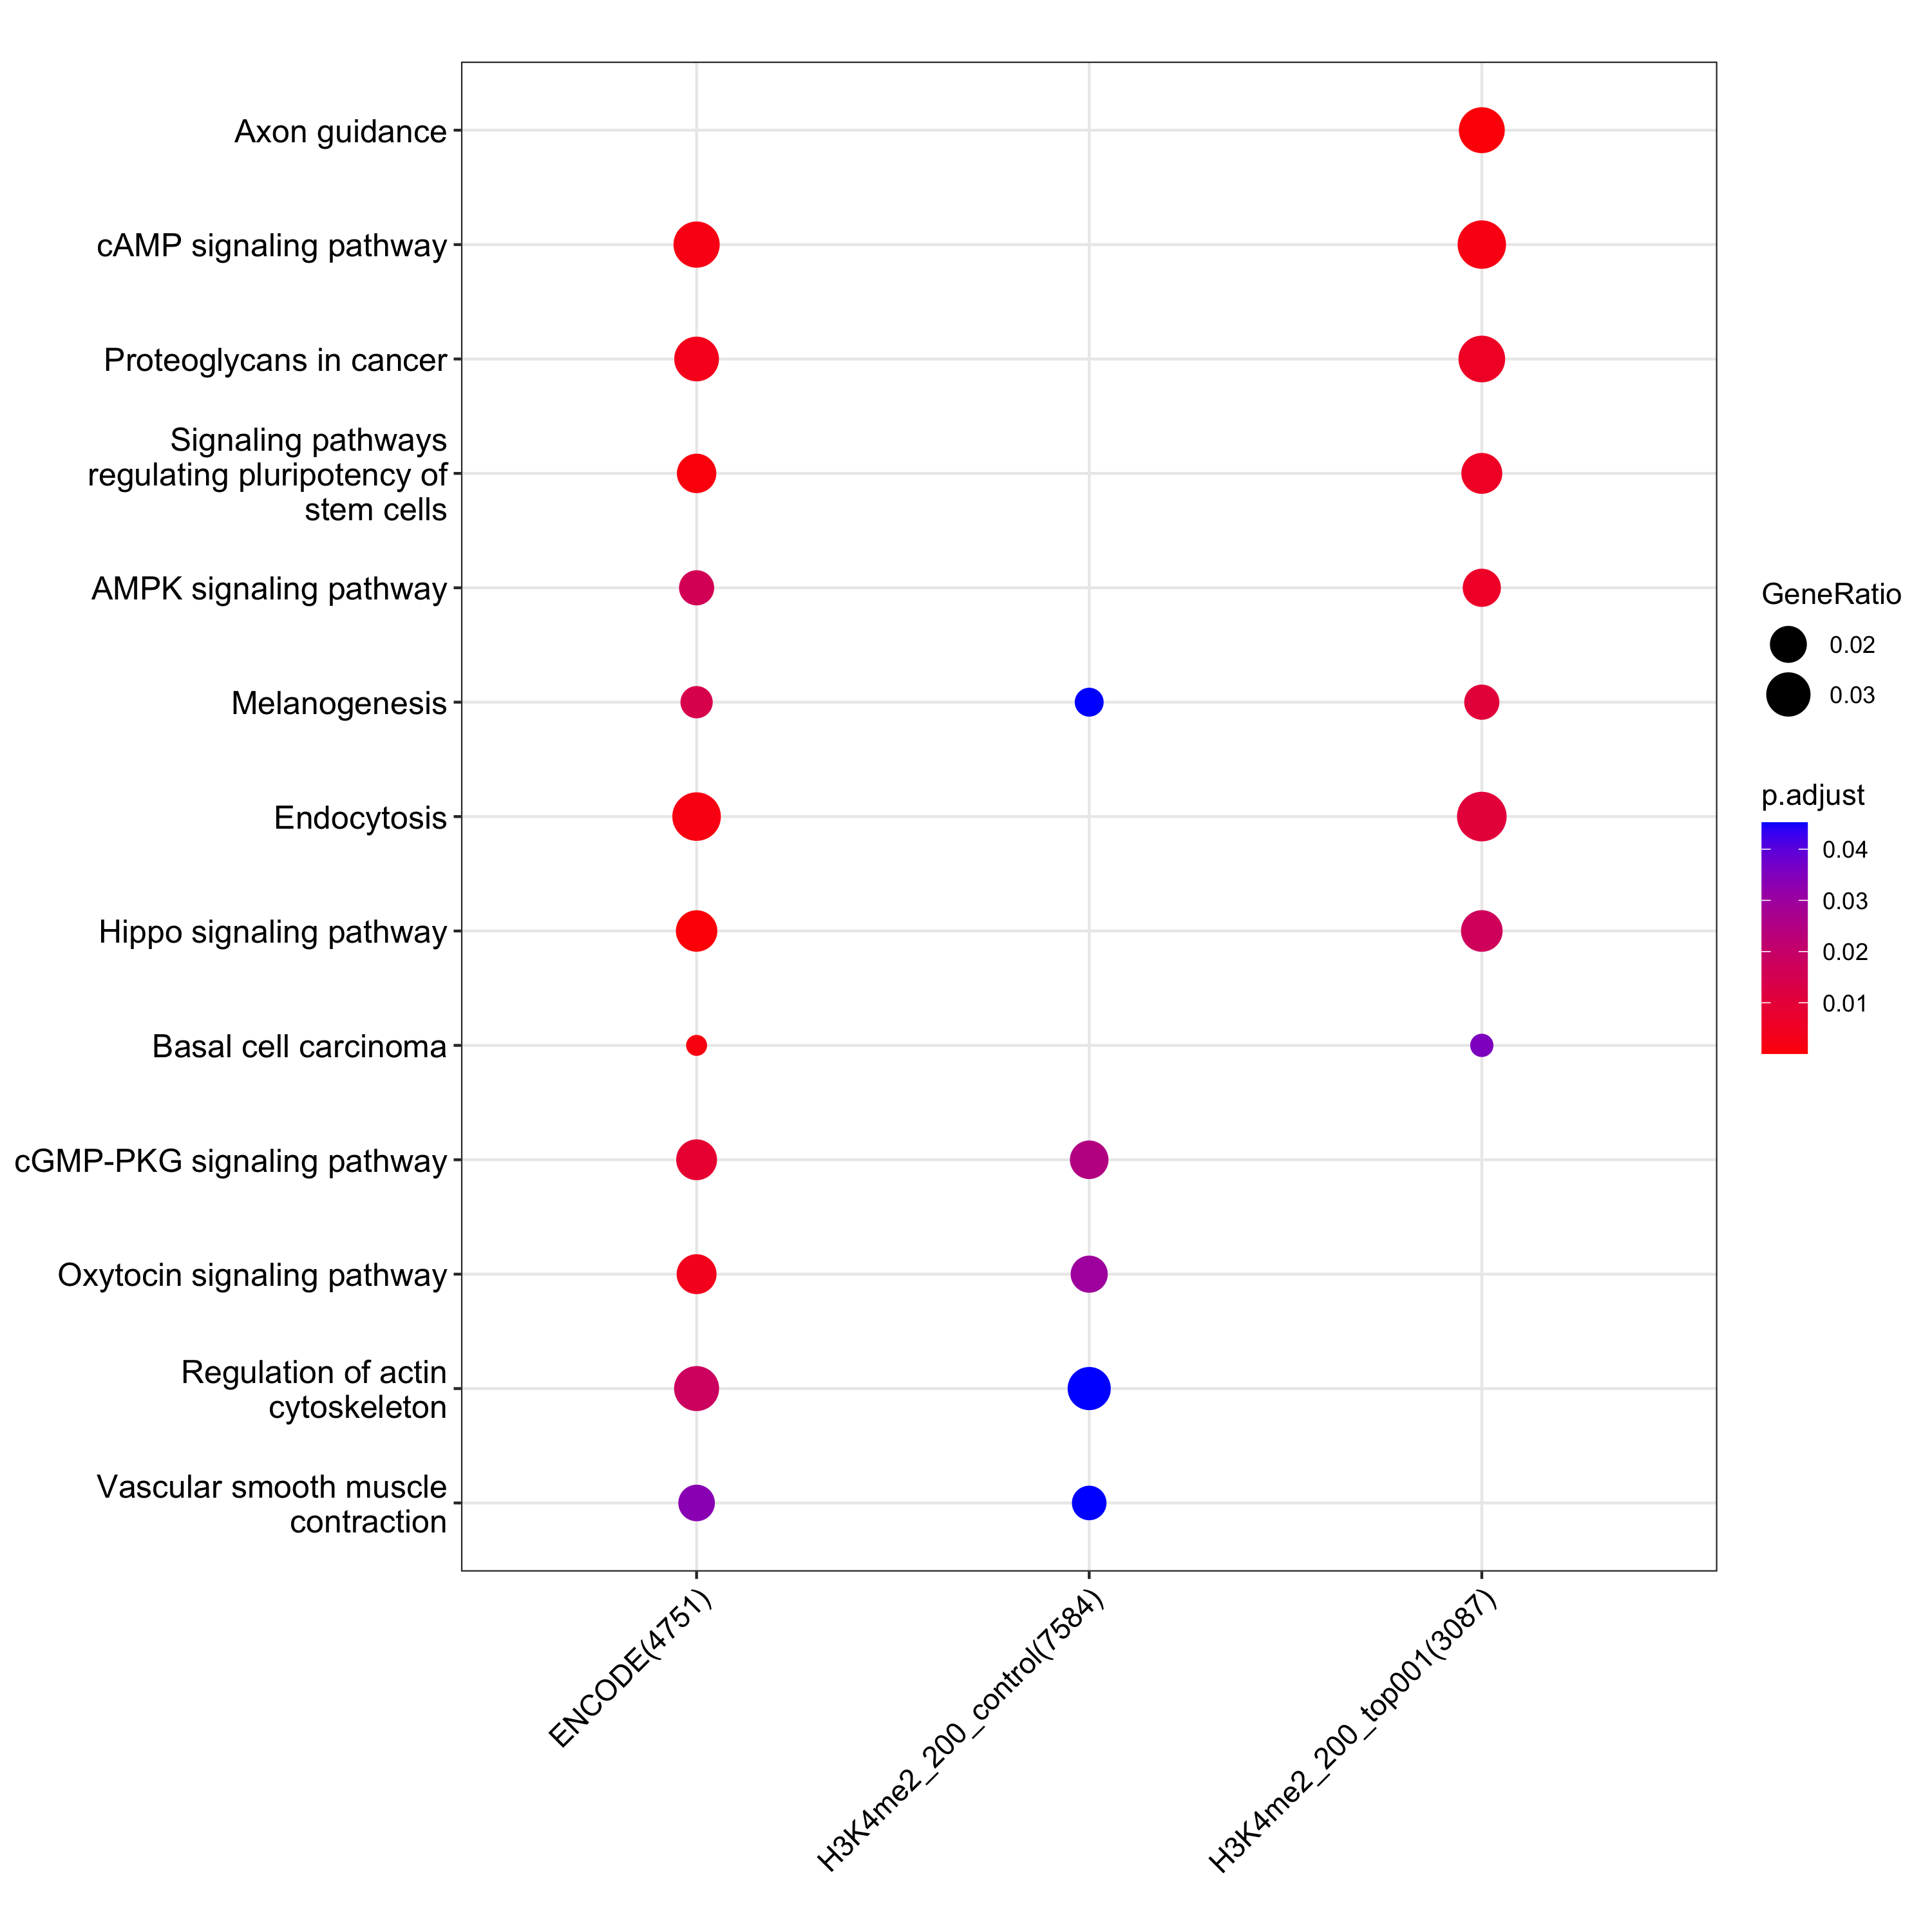 Axon guidance
cAMP signaling pathway
Proteoglycans in cancer
Signaling pathways
regulating pluripotency of
stem cells
AMPK signaling pathway
Melanogenesis
Endocytosis
Hippo signaling pathway
Basal cell carcinoma
cGMP-PKG signaling pathway
Oxytocin signaling pathway
Regulation of actin
cytoskeleton
Vascular smooth muscle
contraction
ENCODE(4751)
H3K4me2_200_control(7584)
H3K4me2_200_top001(3087)
GeneRatio
0.02
0.03
p.adjust
0.04
0.03
0.02
0.01